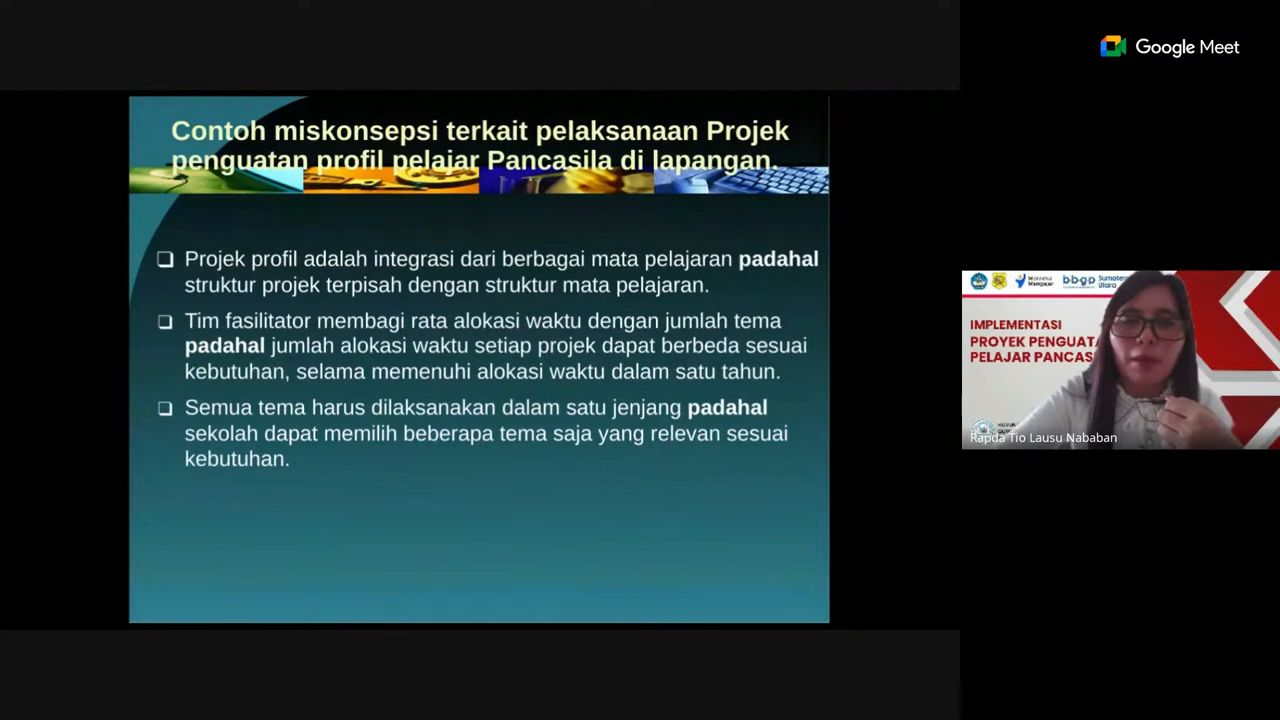 Google Meet
Contoh miskonsepsi terkait pelaksanaan Projek
penguatan profil pelajar Pancasila di lapangan.
Projek profil adalah integrasi dari berbagai mata pelajaran padahal
struktur projek terpisah dengan struktur mata pelajaran.
Tim fasilitator membagi rata alokasi waktu dengan jumlah tema
padahal jumlah alokasi waktu setiap projek dapat berbeda sesuai
kebutuhan, selama memenuhi alokasi waktu dalam satu tahun.
Semua tema harus dilaksanakan dalam satu jenjang padahal
sekolah dapat memilih beberapa tema saja yang relevan sesuai
kebutuhan.
bbgp Sumatera
Utara
IMPLEMENTASI
PROYEK PENGUATA
PELAJAR PANCAS
Rapda Tio Lausu Nababan